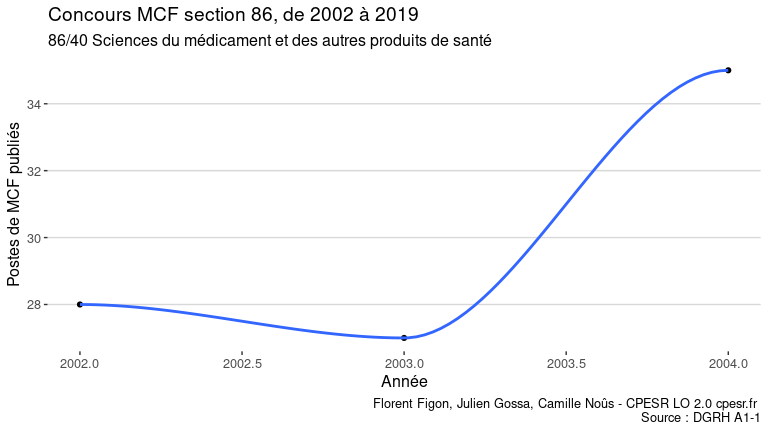 Concours MCF section 86, de 2002 à 2019
86/40 Sciences du médicament et des autres produits de santé
Postes de MCF publiés
34
32
30
28
2002.0 2002.5 2003.0 2003.5 2004.0
Année
Florent Figon, Julien Gossa, Camille Noûs - CPESR LO 2.0 cpesr.fr
Source : DGRH A1-1